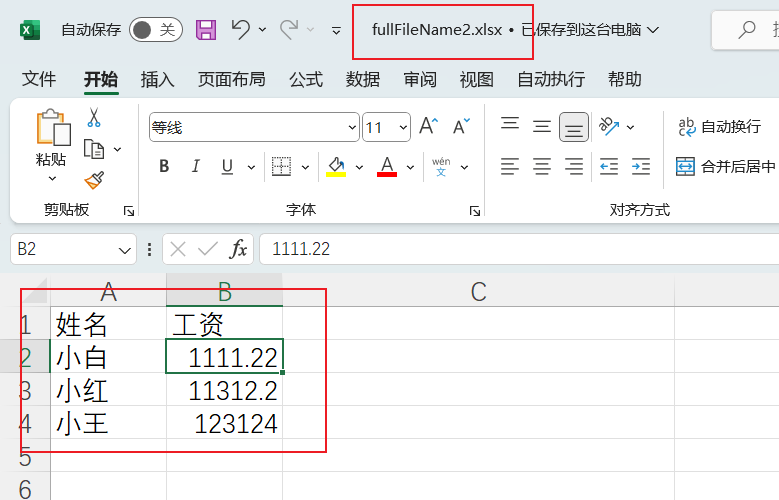 自动保存 关 fullFileName2.xlsx • 已保存到这台电脑
文件 开始 插入 页面布局 公式 数据 审阅 视图 自动执行 帮助
粘贴
等线 11 A A
B I U A wén 文
ab c 自动换行
合并后居中
剪贴板 字体 对齐方式
B2 fx 1111.22
A B C
1 姓名 工资
2 小白 1111.22
3 小红 11312.2
4 小王 123124
5
6